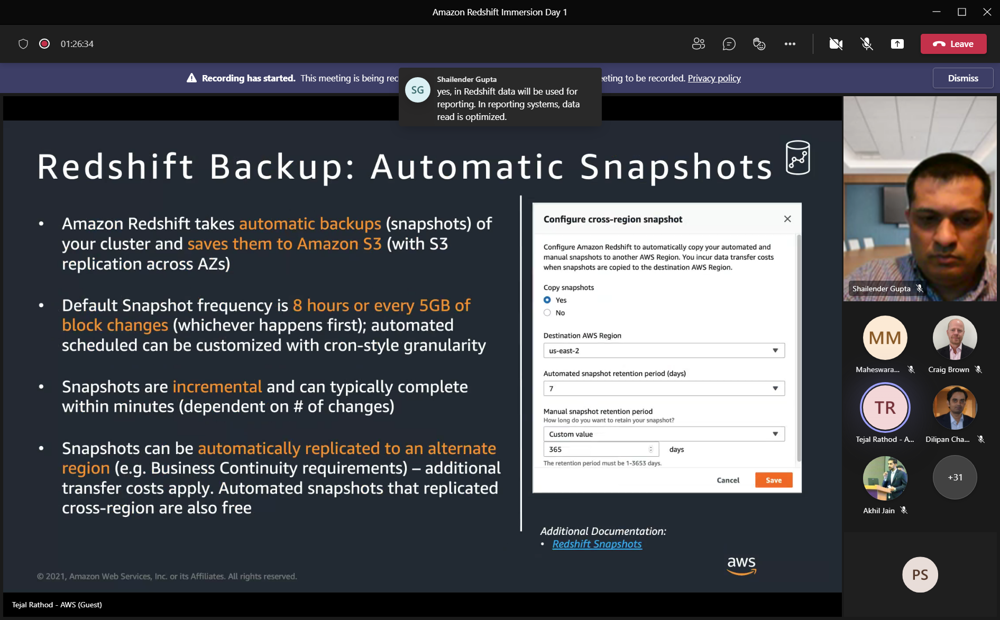 Amazon Redshift Immersion Day 1
01:26:34
Leave
Recording has started. This meeting is being rec
eeting to be recorded. Privacy policy
Dismiss
SG
Shailender Gupta
yes, in Redshift data will be used for
reporting. In reporting systems, data
read is optimized.
Redshift Backup: Automatic Snapshots
• Amazon Redshift takes automatic backups (snapshots) of
your cluster and saves them to Amazon S3 (with S3
replication across AZs)
• Default Snapshot frequency is 8 hours or every 5GB of
block changes (whichever happens first); automated
scheduled can be customized with cron-style granularity
• Snapshots are incremental and can typically complete
within minutes (dependent on # of changes)
• Snapshots can be automatically replicated to an alternate
region (e.g. Business Continuity requirements) – additional
transfer costs apply. Automated snapshots that replicated
cross-region are also free
Configure cross-region snapshot
Configure Amazon Redshift to automatically copy your automated and
manual snapshots to another AWS Region. You incur data transfer costs
when snapshots are copied to the destination AWS Region.
Copy snapshots
Yes
No
Destination AWS Region
us-east-2
Automated snapshot retention period (days)
7
Manual snapshot retention period
How long do you want to retain your snapshot?
Custom value
365 days
The retention period must be 1-3653 days.
Cancel Save
Additional Documentation:
• Redshift Snapshots
aws
© 2021, Amazon Web Services, Inc. or its Affiliates. All rights reserved.
Tejal Rathod - AWS (Guest)
Shailender Gupta
MM
Maheswara... Craig Brown
TR
Tejal Rathod - A... Dilipan Cha...
+31
Akhil Jain
PS